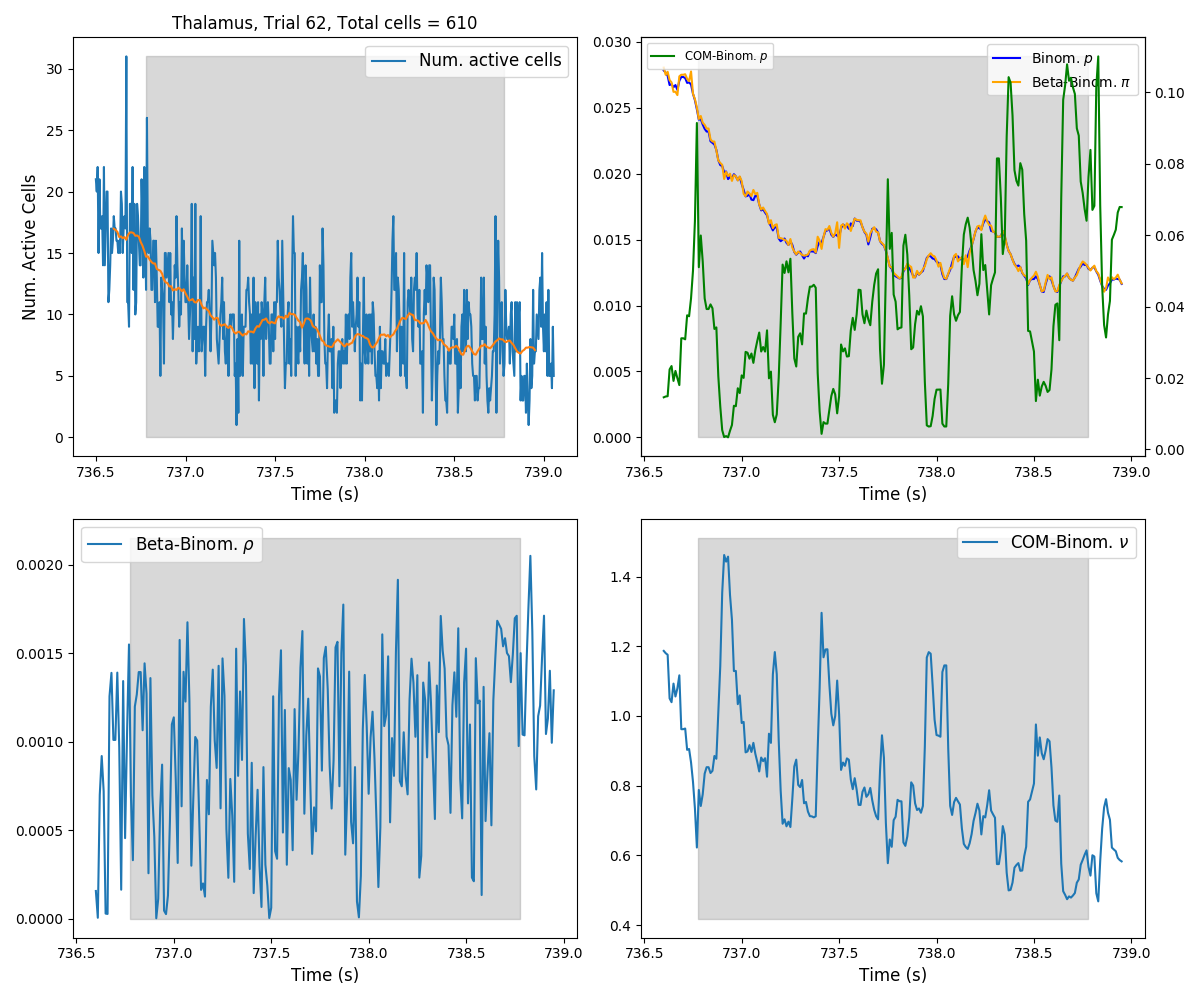 Thalamus, Trial 62, Total cells = 610
Num. active cells
Num. Active Cells
30
25
20
15
10
5
0
736.5 737.0 737.5 738.0 738.5 739.0
Time (s)
COM-Binom. p
Binom. p
Beta-Binom. π
0.030
0.025
0.020
0.015
0.010
0.005
0.000
0.10
0.08
0.06
0.04
0.02
0.00
736.5 737.0 737.5 738.0 738.5 739.0
Time (s)
Beta-Binom. ρ
0.0020
0.0015
0.0010
0.0005
0.0000
736.5 737.0 737.5 738.0 738.5 739.0
Time (s)
COM-Binom. ν
1.4
1.2
1.0
0.8
0.6
0.4
736.5 737.0 737.5 738.0 738.5 739.0
Time (s)